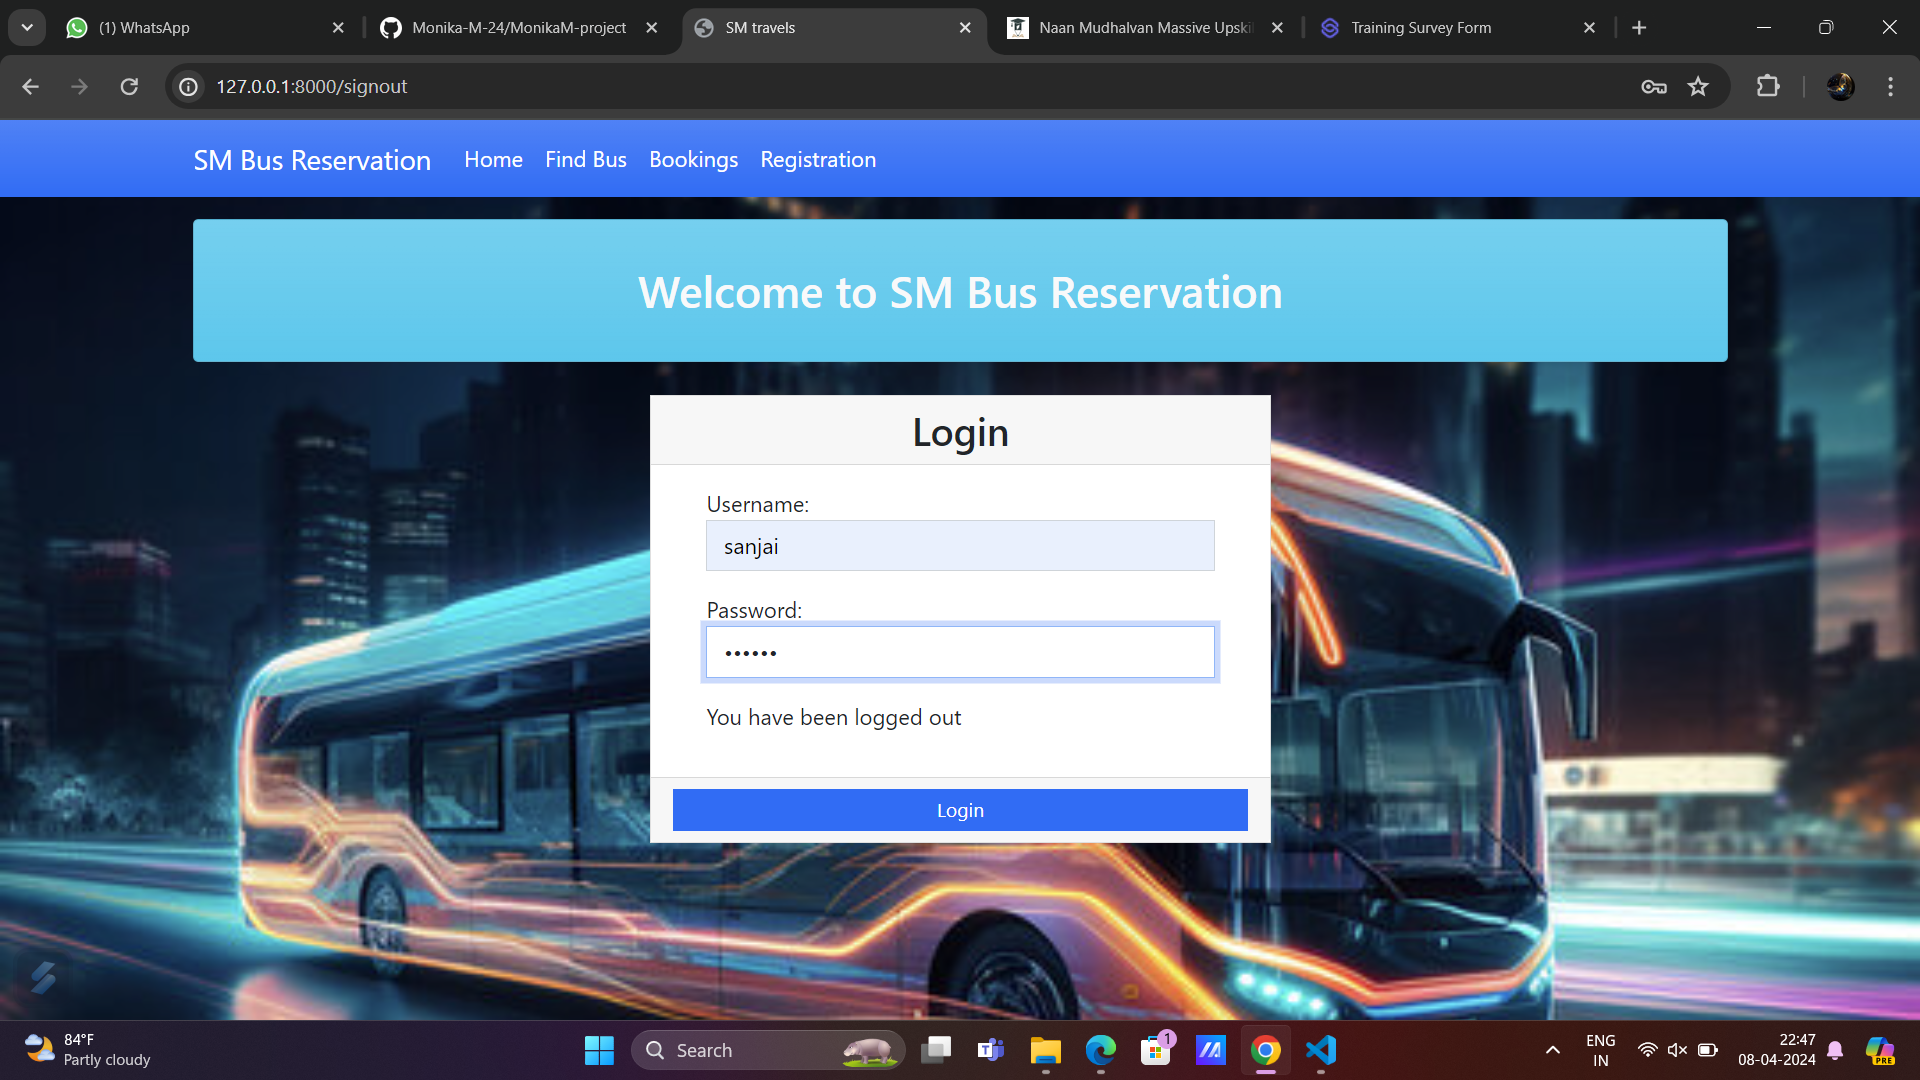 (1) WhatsApp
Monika-M-24/MonikaM-project
SM travels
Naan Mudhalvan Massive Upski
Training Survey Form
127.0.0.1:8000/signout
SM Bus Reservation Home Find Bus Bookings Registration
Welcome to SM Bus Reservation
Login
Username:
sanjai
Password:
••••••
You have been logged out
Login
84°F
Partly cloudy
Search
1
ENG
IN
22:47
08-04-2024
PRE